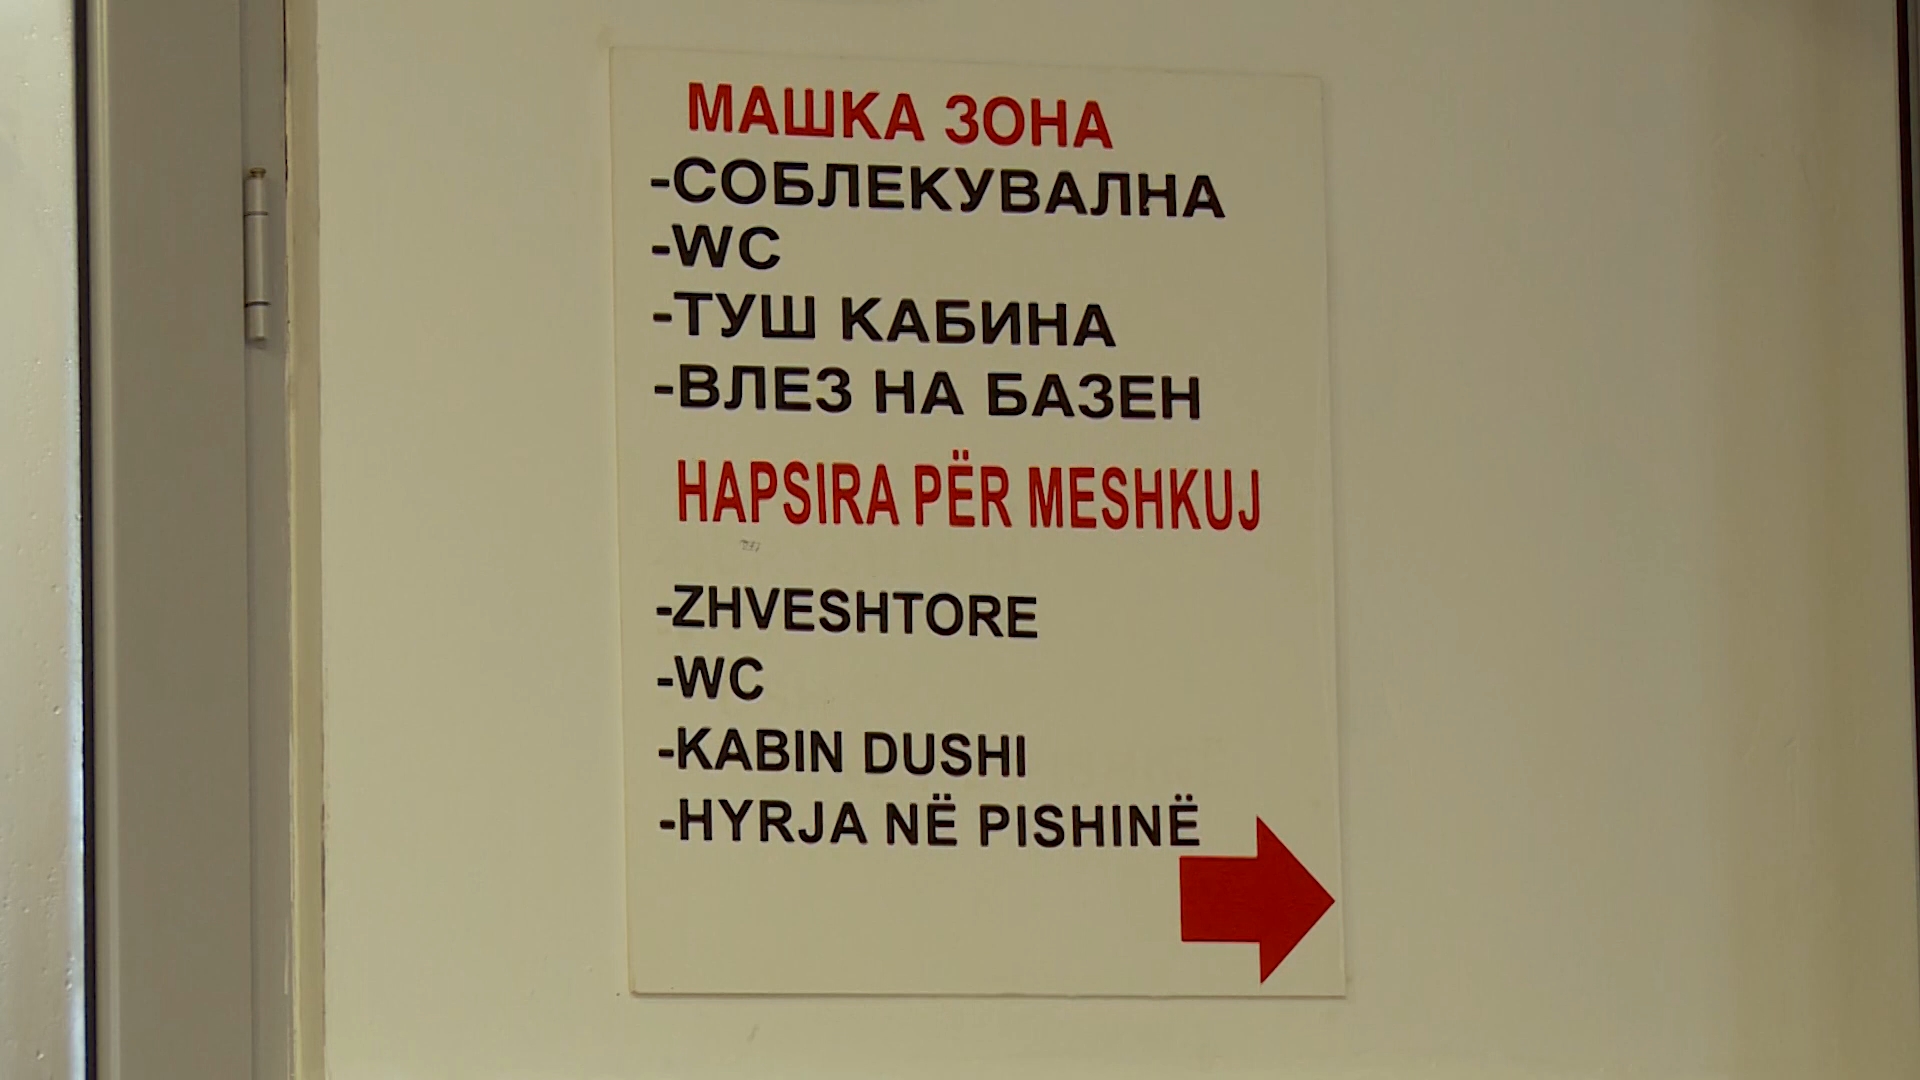 МАШКА ЗОНА
-СОБЛЕКУВАЛНА
-WC
-ТУШ КАБИНА
-ВЛЕЗ НА БАЗЕН
HAPSIRA PËR MESHKUJ
-ZHVESHTORE
-WC
-KABIN DUSHI
-HYRJA NË PISHINË